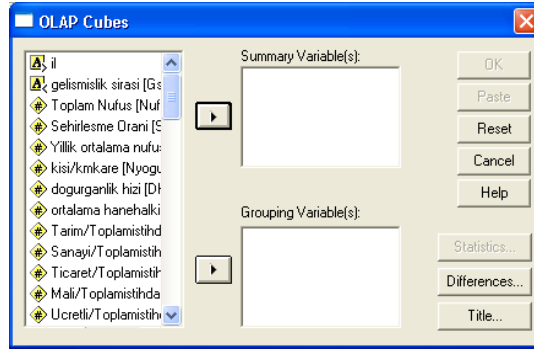 OLAP Cubes
il
gelismislik sirasi [Gs
Toplam Nufus [Nuf
Sehirlesme Orani [S
Yillik ortalama nufu
kisi/kmkare [Nyogu
dogurganlik hizi [DH
ortalama hanehalki
Tarim/Toplamistihd
Sanayi/Toplamistih
Ticaret/Toplamistih
Mali/Toplamistihda
Ucretli/Toplamistih
Summary Variable(s):
Grouping Variable(s):
OK
Paste
Reset
Cancel
Help
Statistics...
Differences...
Title...